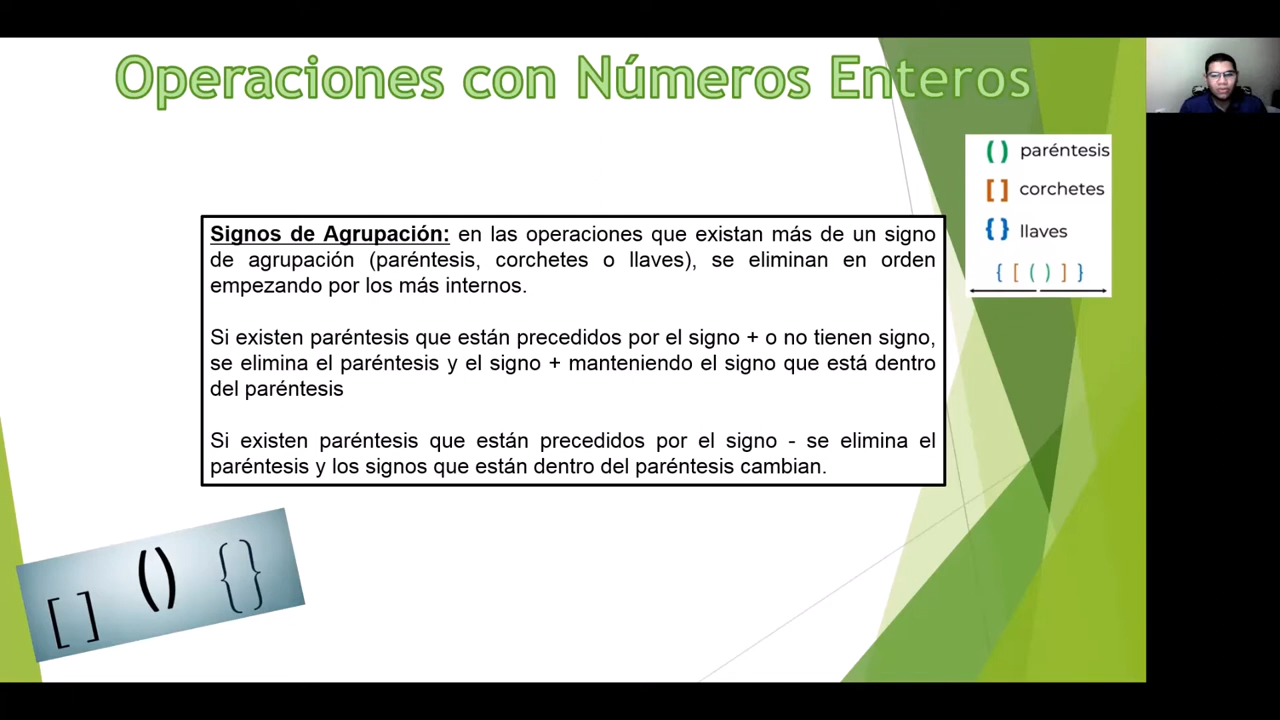 Operaciones con Números Enteros
( ) paréntesis
[ ] corchetes
{ } llaves
{ [ ( ) ] }
Signos de Agrupación: en las operaciones que existan más de un signo
de agrupación (paréntesis, corchetes o llaves), se eliminan en orden
empezando por los más internos.
Si existen paréntesis que están precedidos por el signo + o no tienen signo,
se elimina el paréntesis y el signo + manteniendo el signo que está dentro
del paréntesis
Si existen paréntesis que están precedidos por el signo - se elimina el
paréntesis y los signos que están dentro del paréntesis cambian.
[ ] () {}